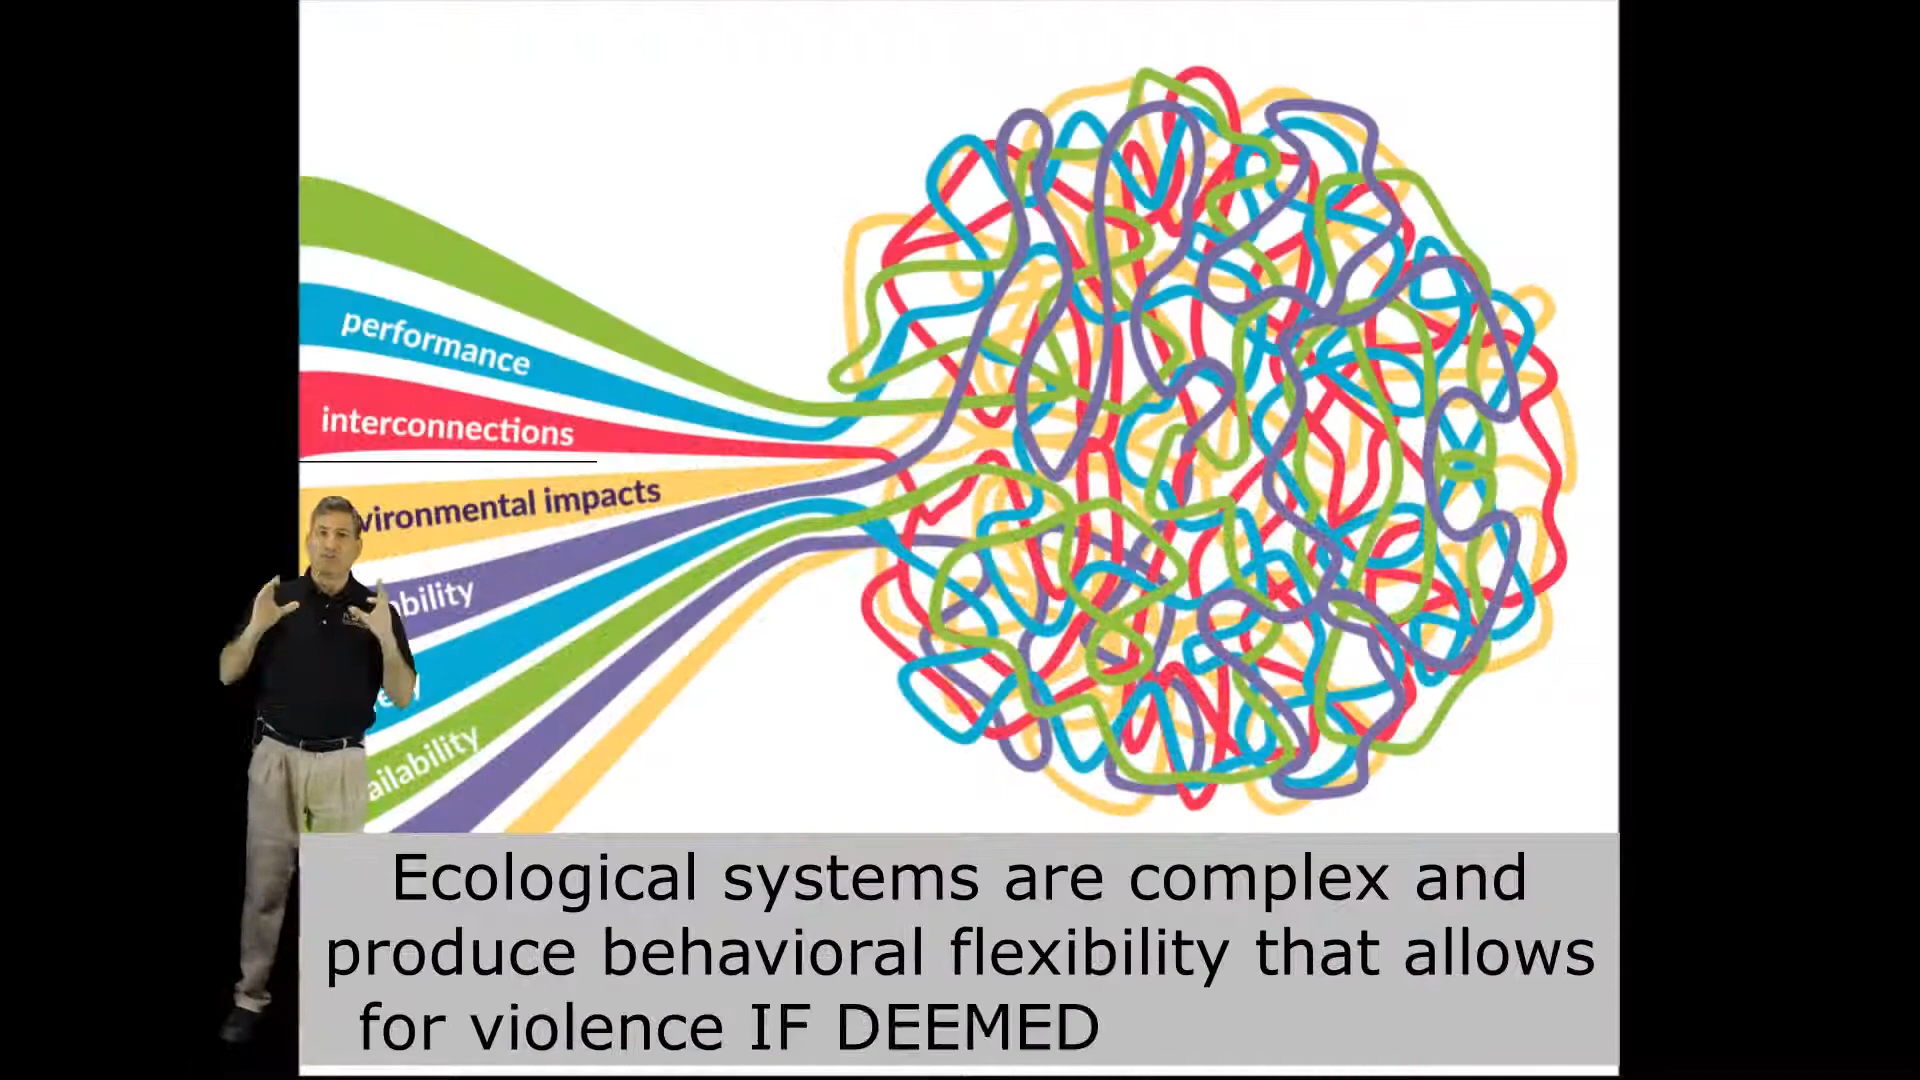 performance
interconnections
vironmental impacts
ability
ailability
Ecological systems are complex and
produce behavioral flexibility that allows
for violence IF DEEMED